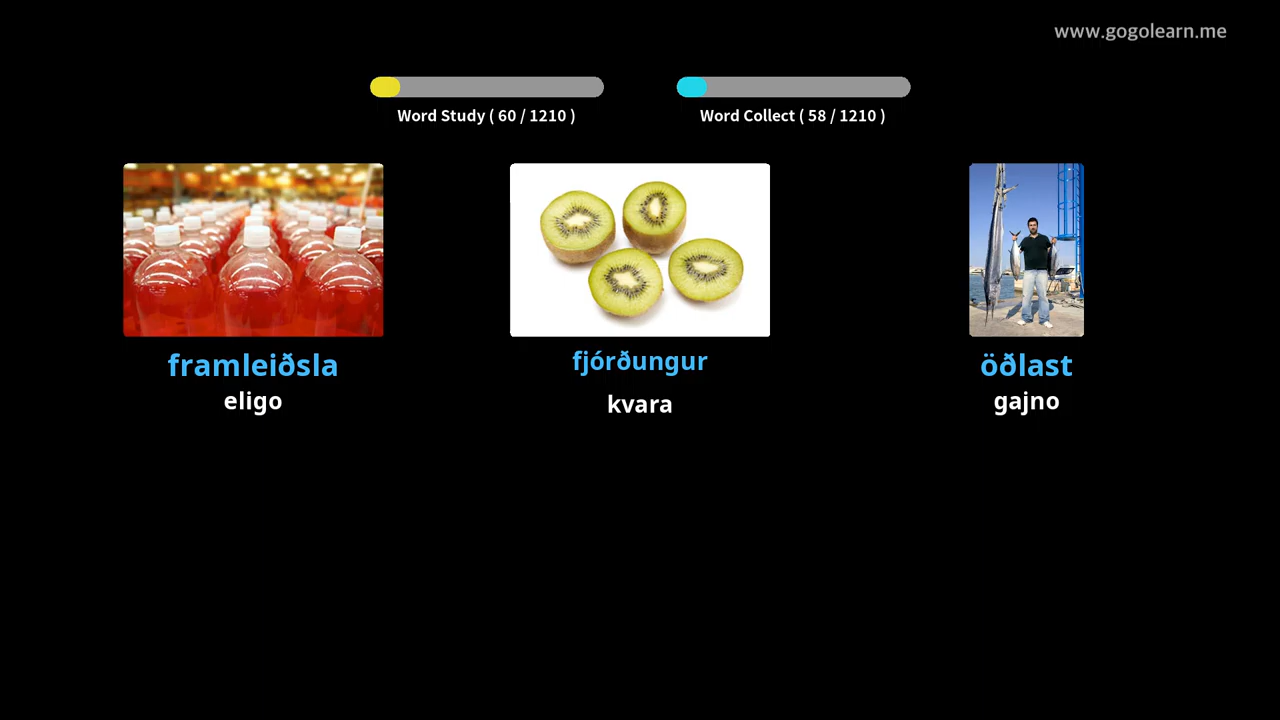 www.gogolearn.me
Word Study ( 60 / 1210 )
Word Collect ( 58 / 1210 )
framleiðsla
eligo
fjórðungur
kvara
öðlast
gajno